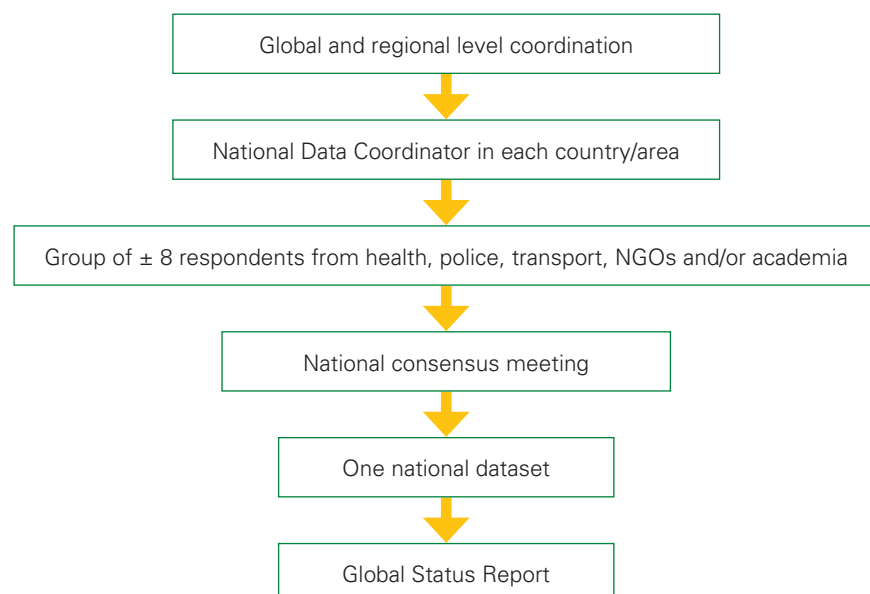 Global and regional level coordination
National Data Coordinator in each country/area
Group of ± 8 respondents from health, police, transport, NGOs and/or academia
National consensus meeting
One national dataset
Global Status Report